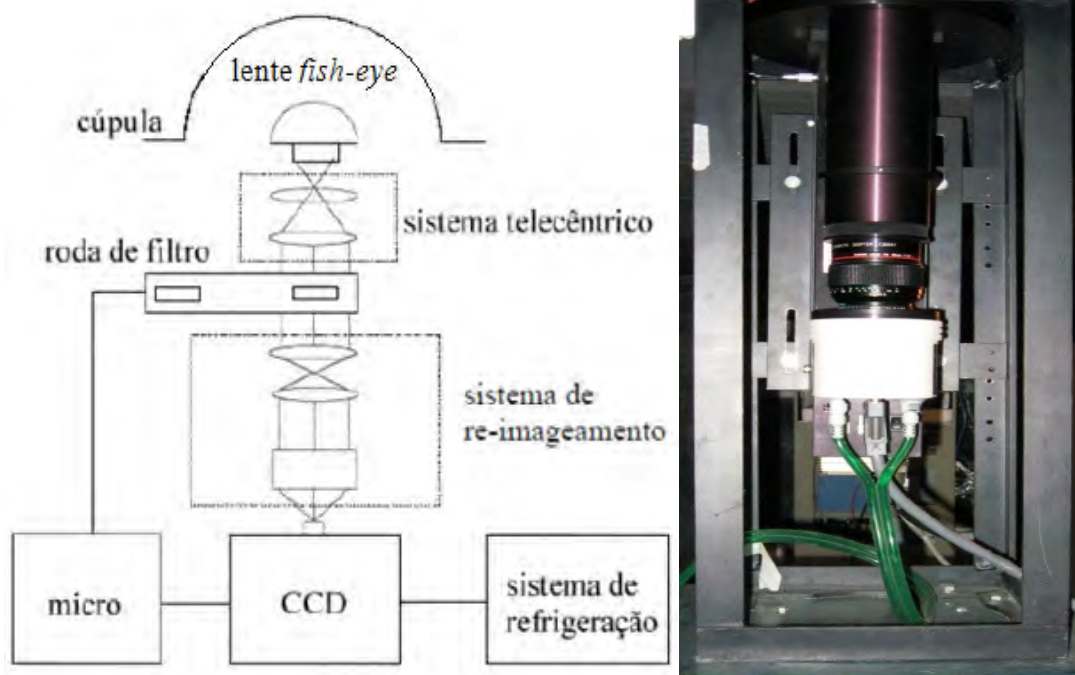 lente fish-eye
cúpula
sistema telecêntrico
roda de filtro
sistema de
re-imageamento
micro
CCD
sistema de
refrigeração